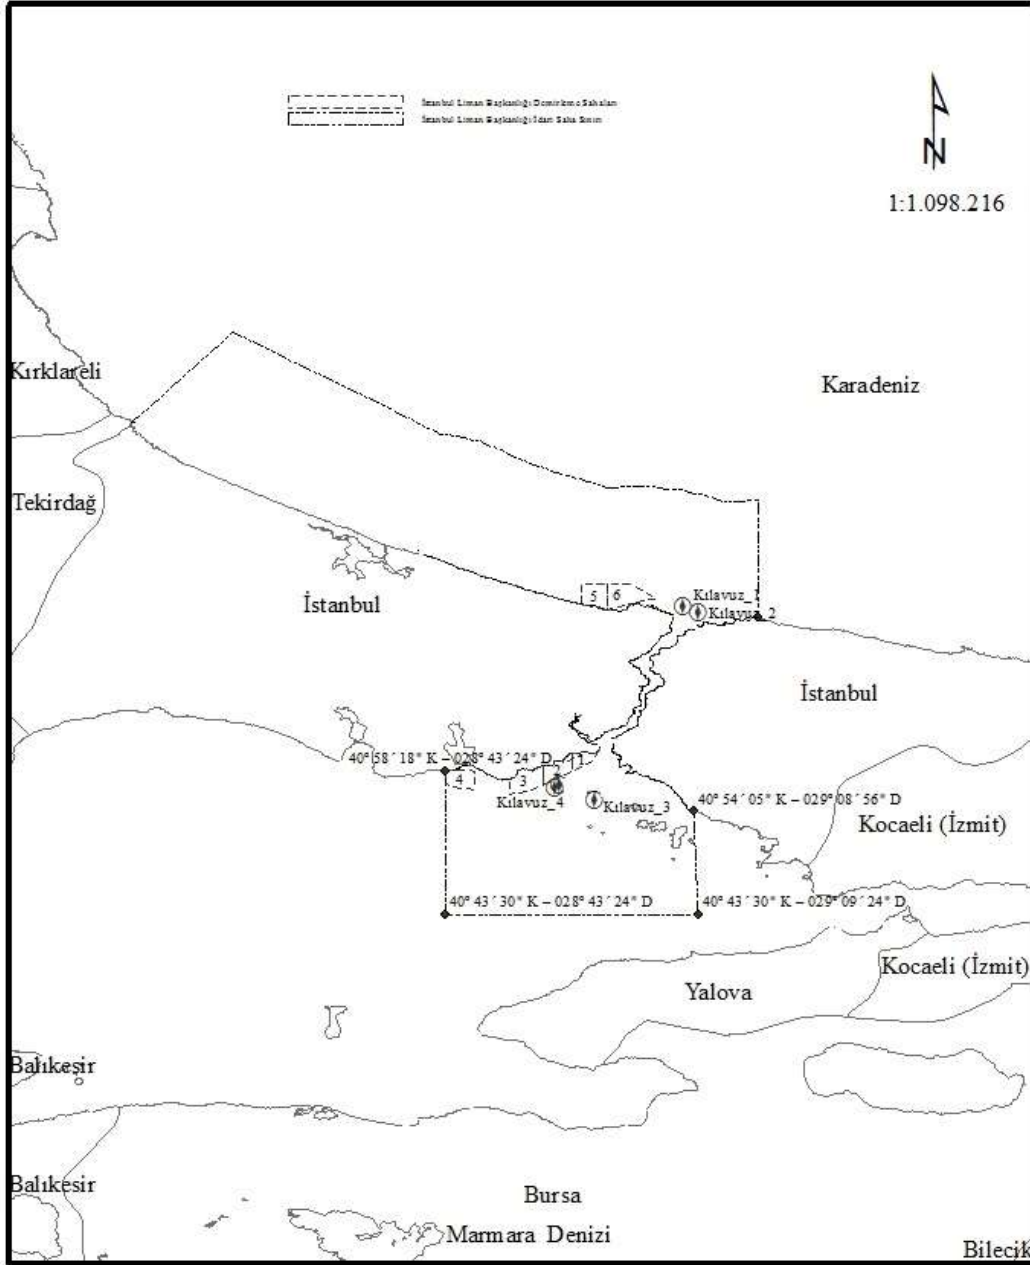 İstanbul Liman Başkanlığı Demirleme Sahaları
İstanbul Liman Başkanlığı İdari Saha Sınırı
N
1:1.098.216
Kırklareli
Karadeniz
Tekirdağ
İstanbul
5
6
Kılavuz_1
Kılavuz_2
İstanbul
40° 58´18" K – 028° 43´24" D
1
2
3
4
Kılavuz_4
Kılavuz_3
40° 54´05" K – 029° 08´56" D
Kocaeli (İzmit)
40° 43´30" K – 028° 43´24" D
40° 43´30" K – 029° 09´24" D
Kocaeli (İzmit)
Yalova
Balıkesir
Balıkesir
Bursa
Marmara Denizi
Bilecik